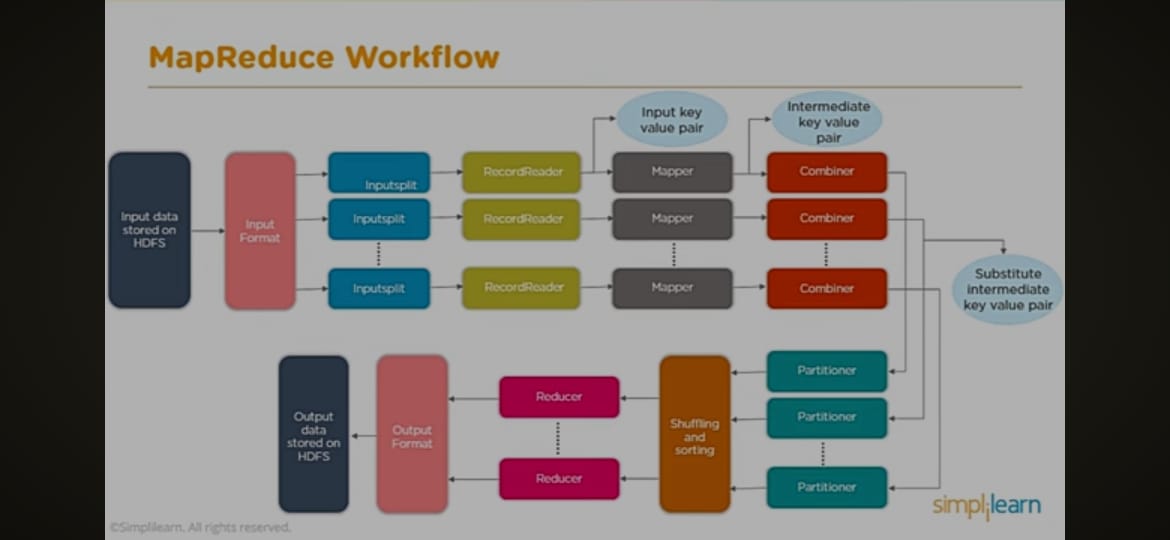 MapReduce Workflow
Input key
value pair
Intermediate
key value
pair
Input data
stored on
HDFS
Input
Format
Inputsplit
RecordReader
Mapper
Combiner
Inputsplit
RecordReader
Mapper
Combiner
Inputsplit
RecordReader
Mapper
Combiner
Substitute
intermediate
key value pair
Output
data
stored on
HDFS
Output
Format
Reducer
Reducer
Shuffling
and
sorting
Partitioner
Partitioner
Partitioner
simplilearn
©Simplilearn. All rights reserved.